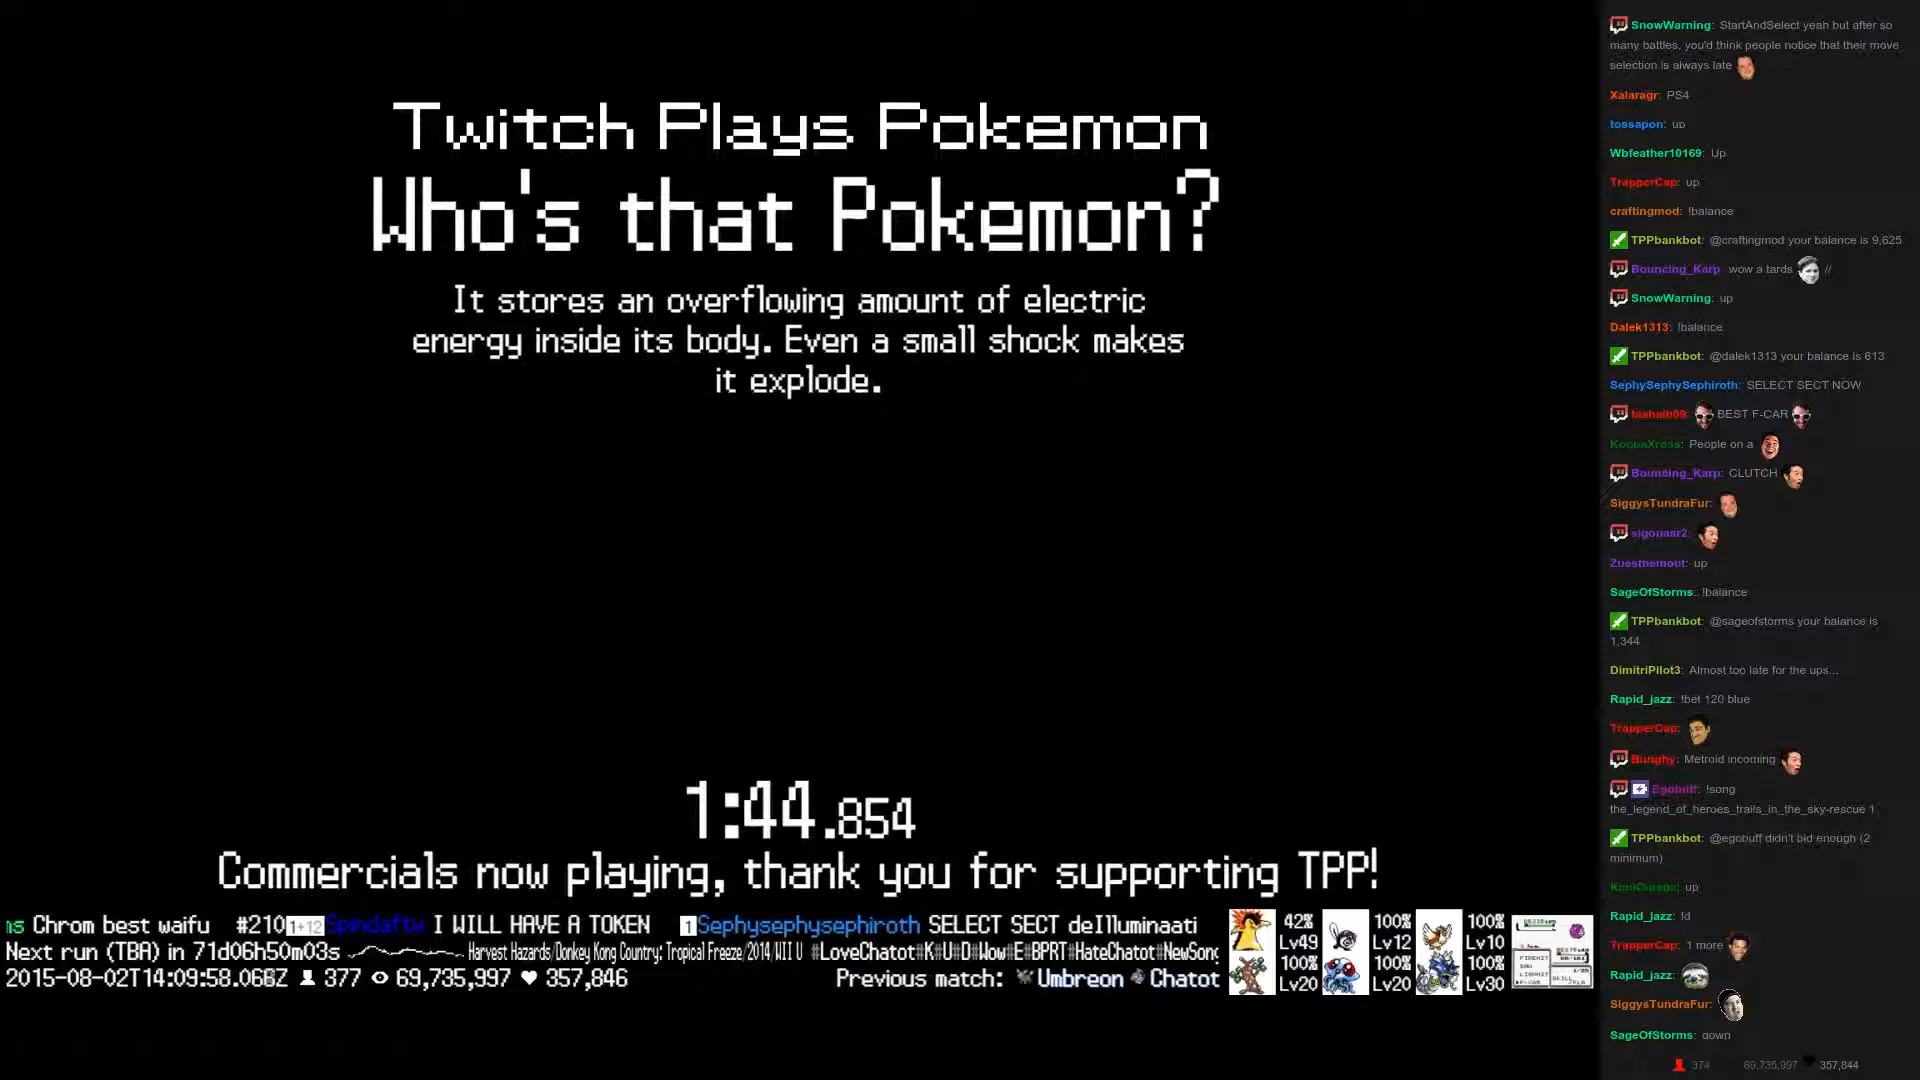 Twitch Plays Pokemon
Who's that Pokemon?
It stores an overflowing amount of electric
energy inside its body. Even a small shock makes
it explode.
1:44.854
Commercials now playing, thank you for supporting TPP!
Chrom best waifu #210 1+12 Spindaftw I WILL HAVE A TOKEN 1 Sephysephysephiroth SELECT SECT deIlluminaati
Next run (TBA) in 71d06h50m03s Harvest Hazards/Donkey Kong Country: Tropical Freeze/2014/WII U #LoveChatot#K#U#D#Wow#E#BPRT#HateChatot#NewSong
2015-08-02T14:09:58.068Z 377 69,735,997 357,846 Previous match: Umbreon Chatot
42% 100% 100%
Lv49 Lv12 Lv10
100% 100% 100%
Lv20 Lv20 Lv30
SnowWarning: StartAndSelect yeah but after so
many battles, you'd think people notice that their move
selection is always late
Xalaragr: PS4
tossapon: up
Wbfeather10169: Up
TrapperCap: up
craftingmod: !balance
TPPbankbot: @craftingmod your balance is 9,625
Bouncing_Karp wow a tards //
SnowWarning: up
Dalek1313: !balance
TPPbankbot: @dalek1313 your balance is 613
SephySephySephiroth: SELECT SECT NOW
BEST F-CAR
KoopaXross: People on a
Bouncing_Karp: CLUTCH
SiggysTundraFur:
sigonasr2:
Zuesthemout: up
SageOfStorms: !balance
TPPbankbot: @sageofstorms your balance is
1,344
DimitriPilot3: Almost too late for the ups...
Rapid_jazz: !bet 120 blue
TrapperCap:
Metroid incoming
Egobuff: !song
the_legend_of_heroes_trails_in_the_sky-rescue 1
TPPbankbot: @egobuff didn't bid enough (2
minimum)
KimiOmega: up
Rapid_jazz: !d
TrapperCap: 1 more
Rapid_jazz:
SiggysTundraFur:
SageOfStorms: down
374 69,735,997 357,844